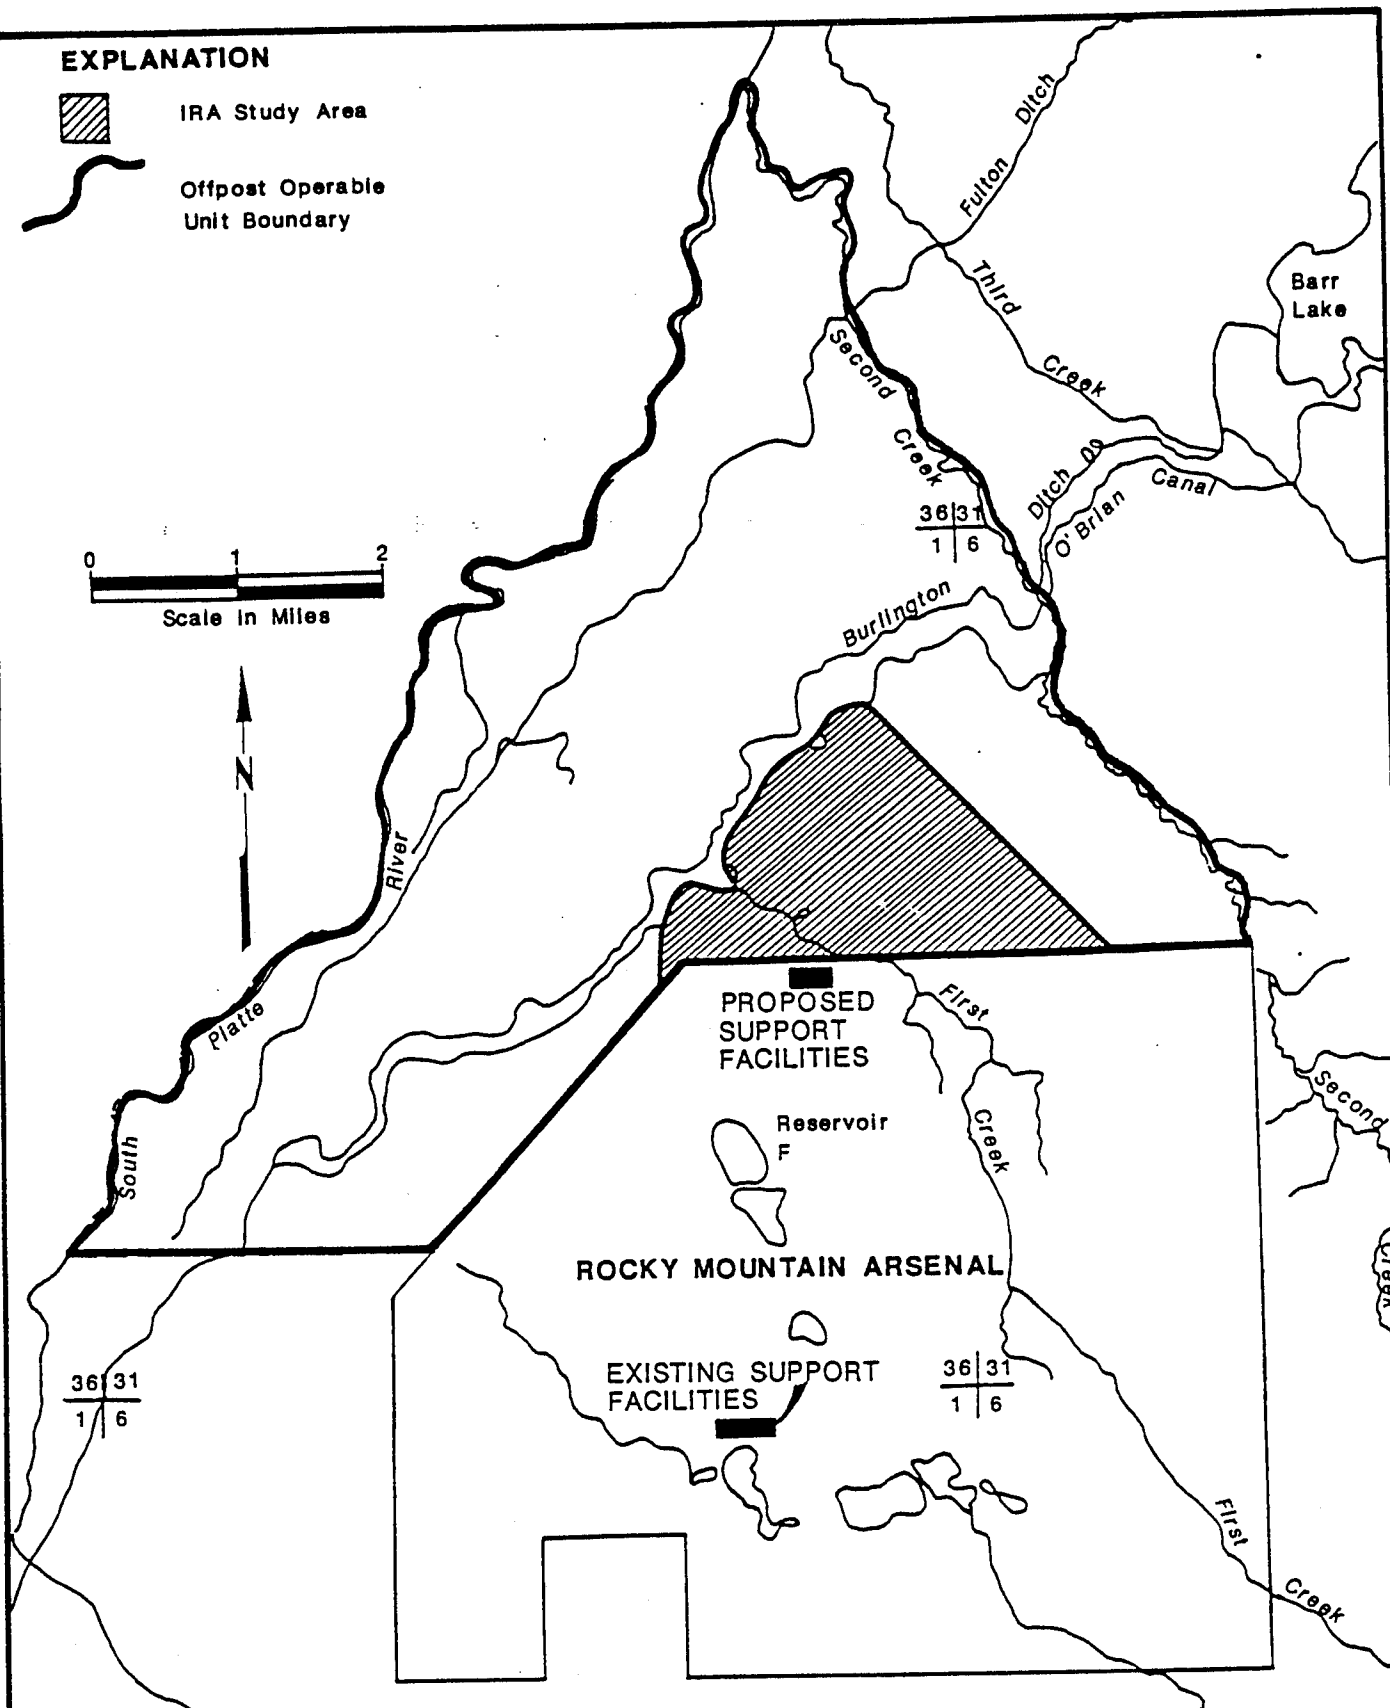 EXPLANATION
IRA Study Area
Offpost Operable
Unit Boundary
Fulton Ditch
Third Creek
Barr
Lake
Second Creek
36 31
1 6
Ditch
O'Brian Canal
Burlington
0 1 2
Scale in Miles
N
South Platte River
PROPOSED
SUPPORT
FACILITIES
First Creek
Second Creek
Reservoir
F
ROCKY MOUNTAIN ARSENAL
EXISTING SUPPORT
FACILITIES
36 31
1 6
36 31
1 6
First Creek